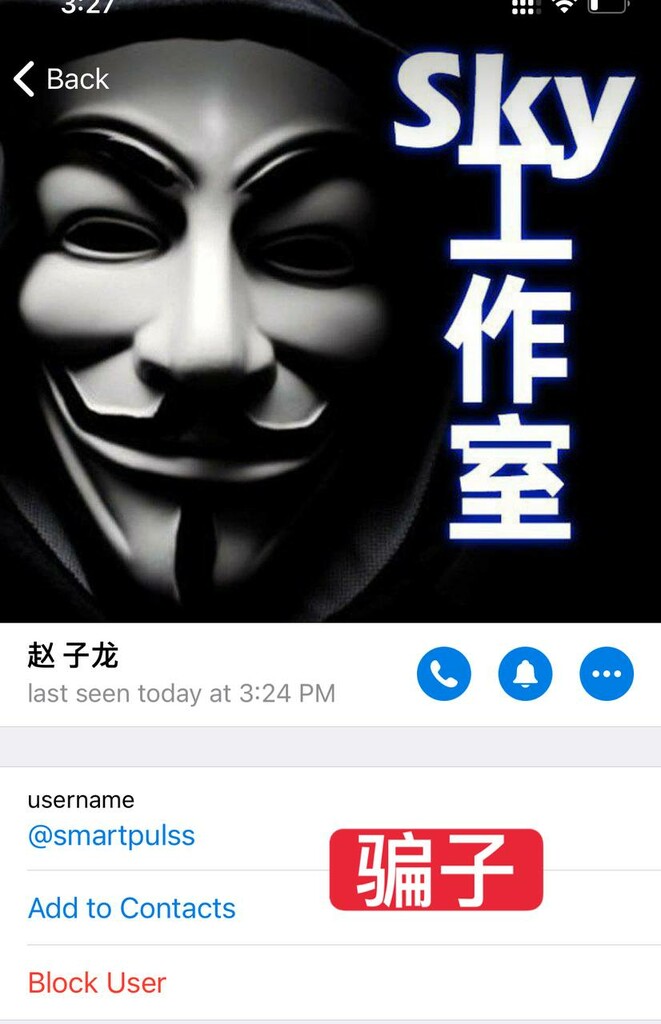 3:27
Back
Sky
工
作
室
赵 子龙
last seen today at 3:24 PM
username
@smartpulss
骗子
Add to Contacts
Block User